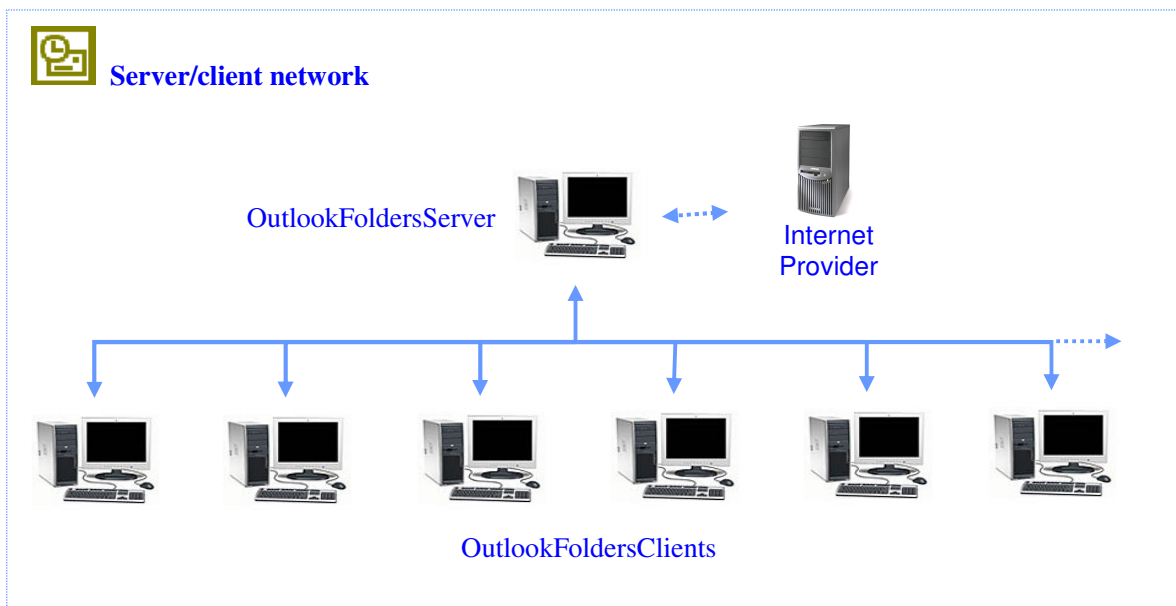 Server/client network
OutlookFoldersServer
Internet
Provider
OutlookFoldersClients